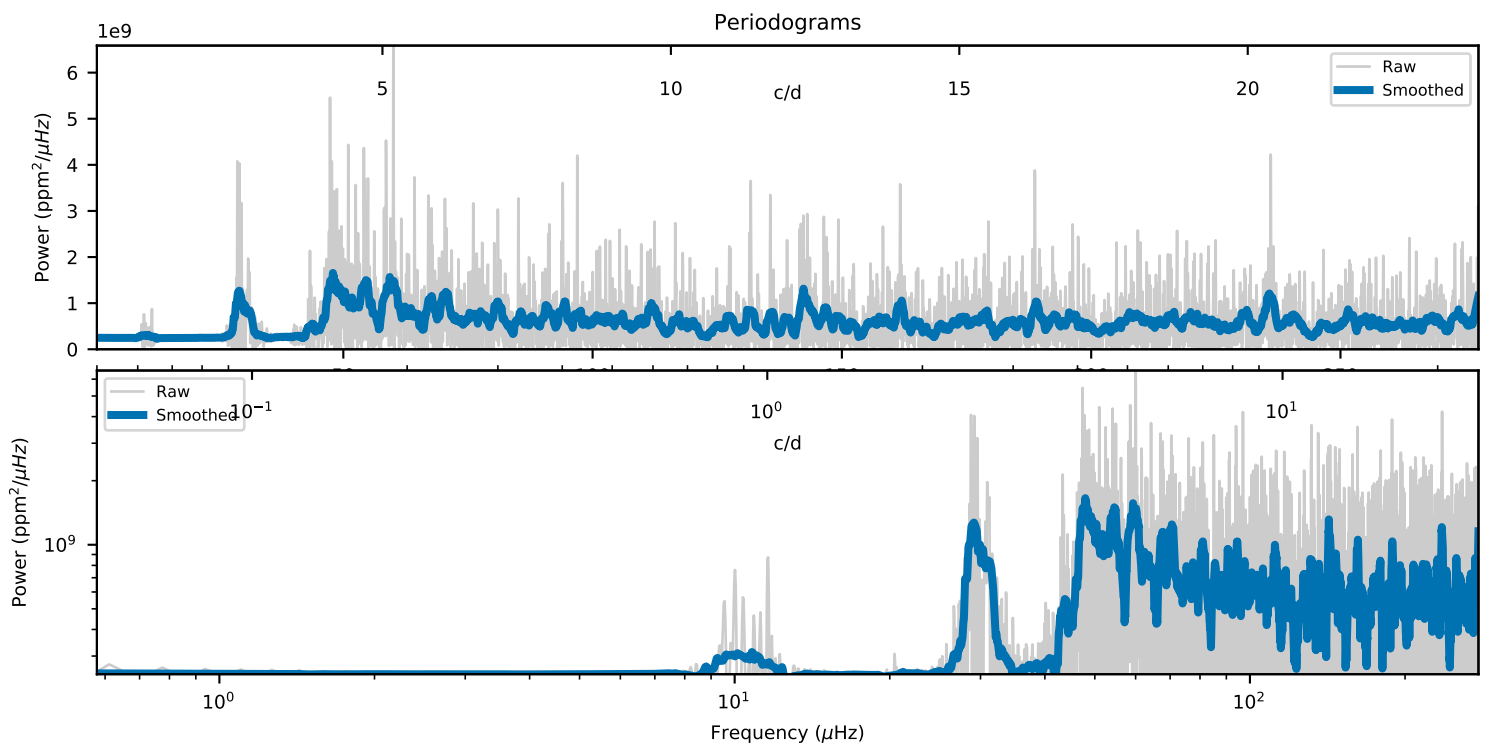 Periodograms
1e9
Power (ppm²/μHz)
6
5
4
3
2
1
0
5
10
15
20
c/d
Raw
Smoothed
Power (ppm²/μHz)
10⁹
Raw
Smoothed
10⁻¹
10⁰
10¹
c/d
10⁰
10¹
10²
Frequency (μHz)